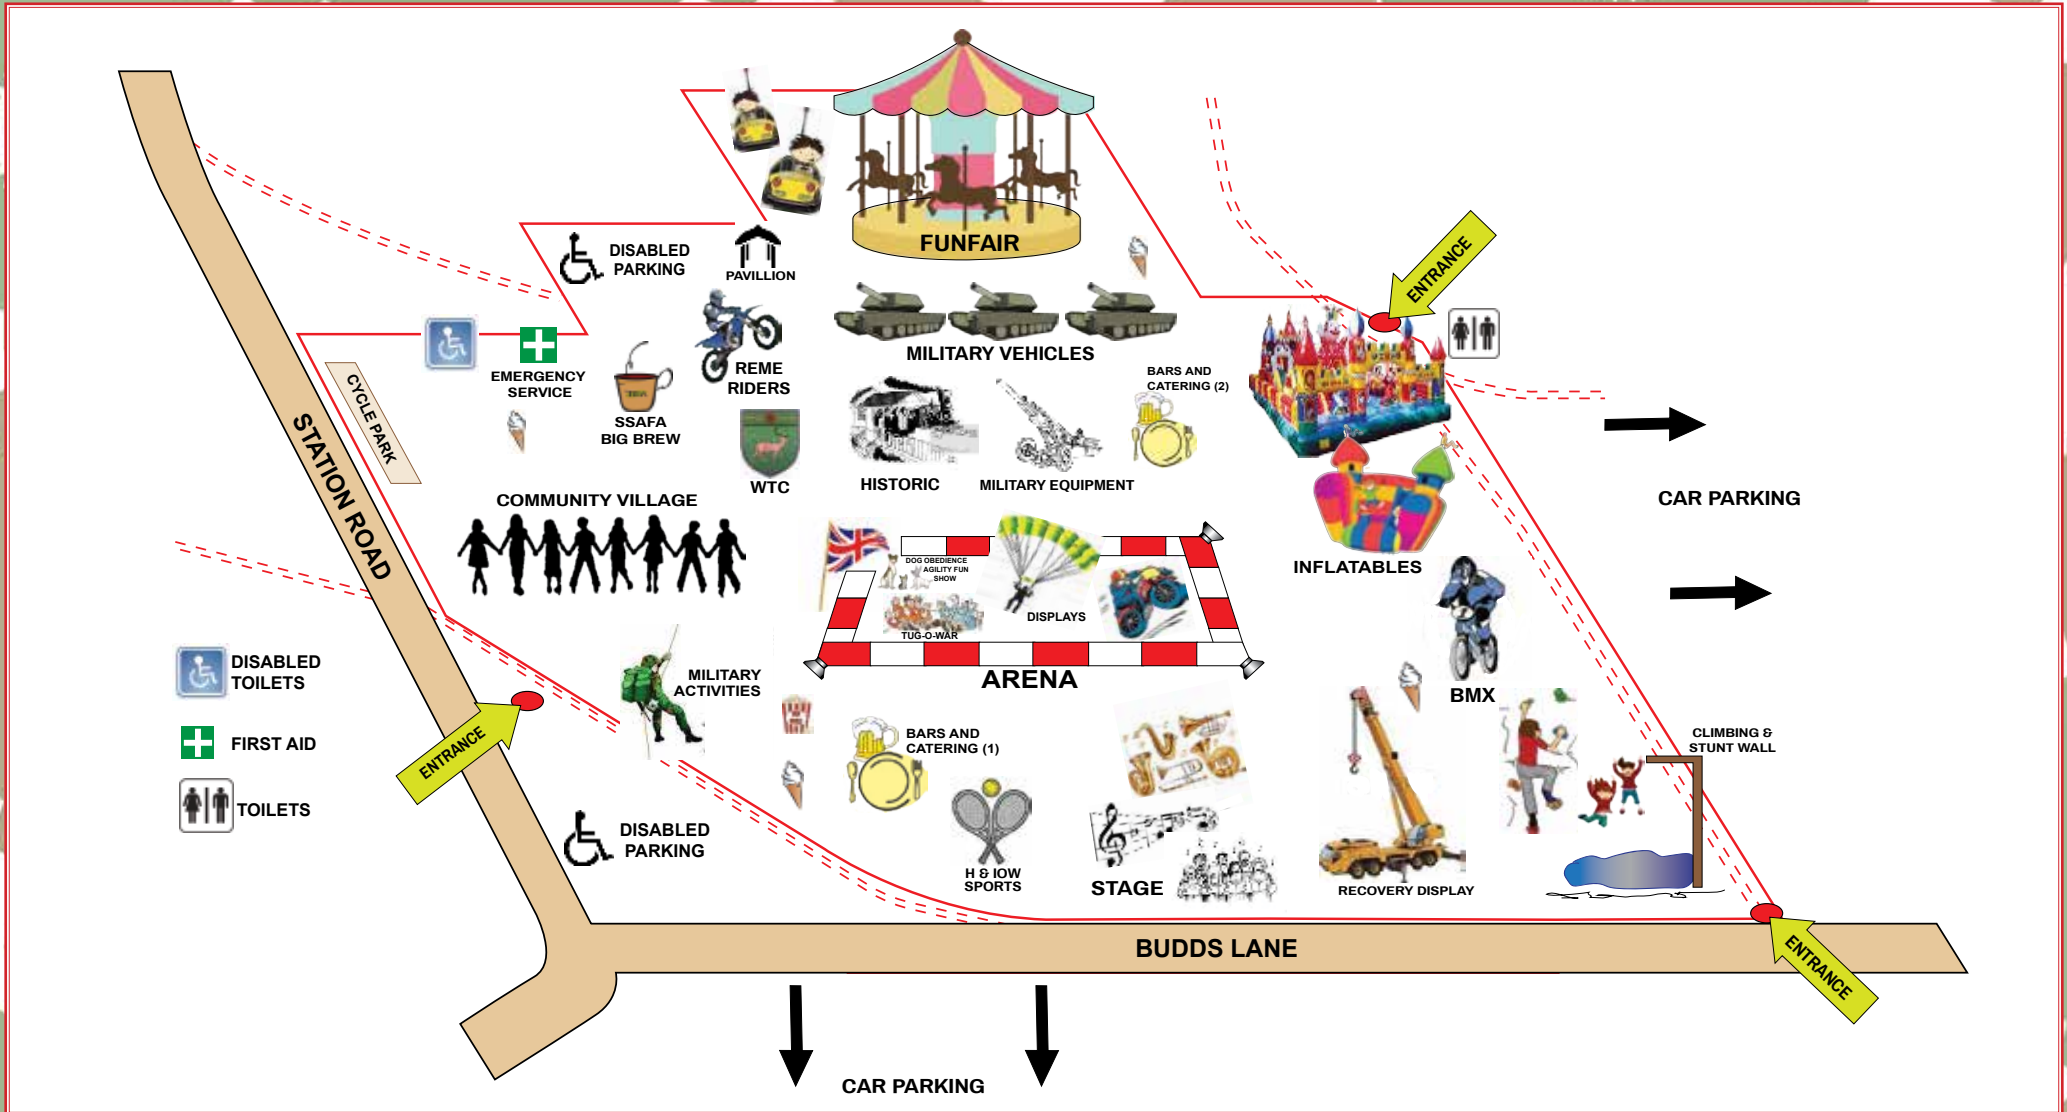 FUNFAIR
ENTRANCE
DISABLED
PARKING
PAVILLION
MILITARY VEHICLES
REME
RIDERS
EMERGENCY
SERVICE
BARS AND
CATERING (2)
CYCLE PARK
STATION ROAD
SSAFA
BIG BREW
WTC
HISTORIC
MILITARY EQUIPMENT
COMMUNITY VILLAGE
CAR PARKING
INFLATABLES
DOG OBEDIENCE
AGILITY FUN
SHOW
DISPLAYS
TUG-O-WAR
ARENA
MILITARY
ACTIVITIES
BMX
DISABLED
TOILETS
FIRST AID
TOILETS
ENTRANCE
BARS AND
CATERING (1)
CLIMBING &
STUNT WALL
DISABLED
PARKING
H & IOW
SPORTS
STAGE
RECOVERY DISPLAY
BUDDS LANE
ENTRANCE
CAR PARKING